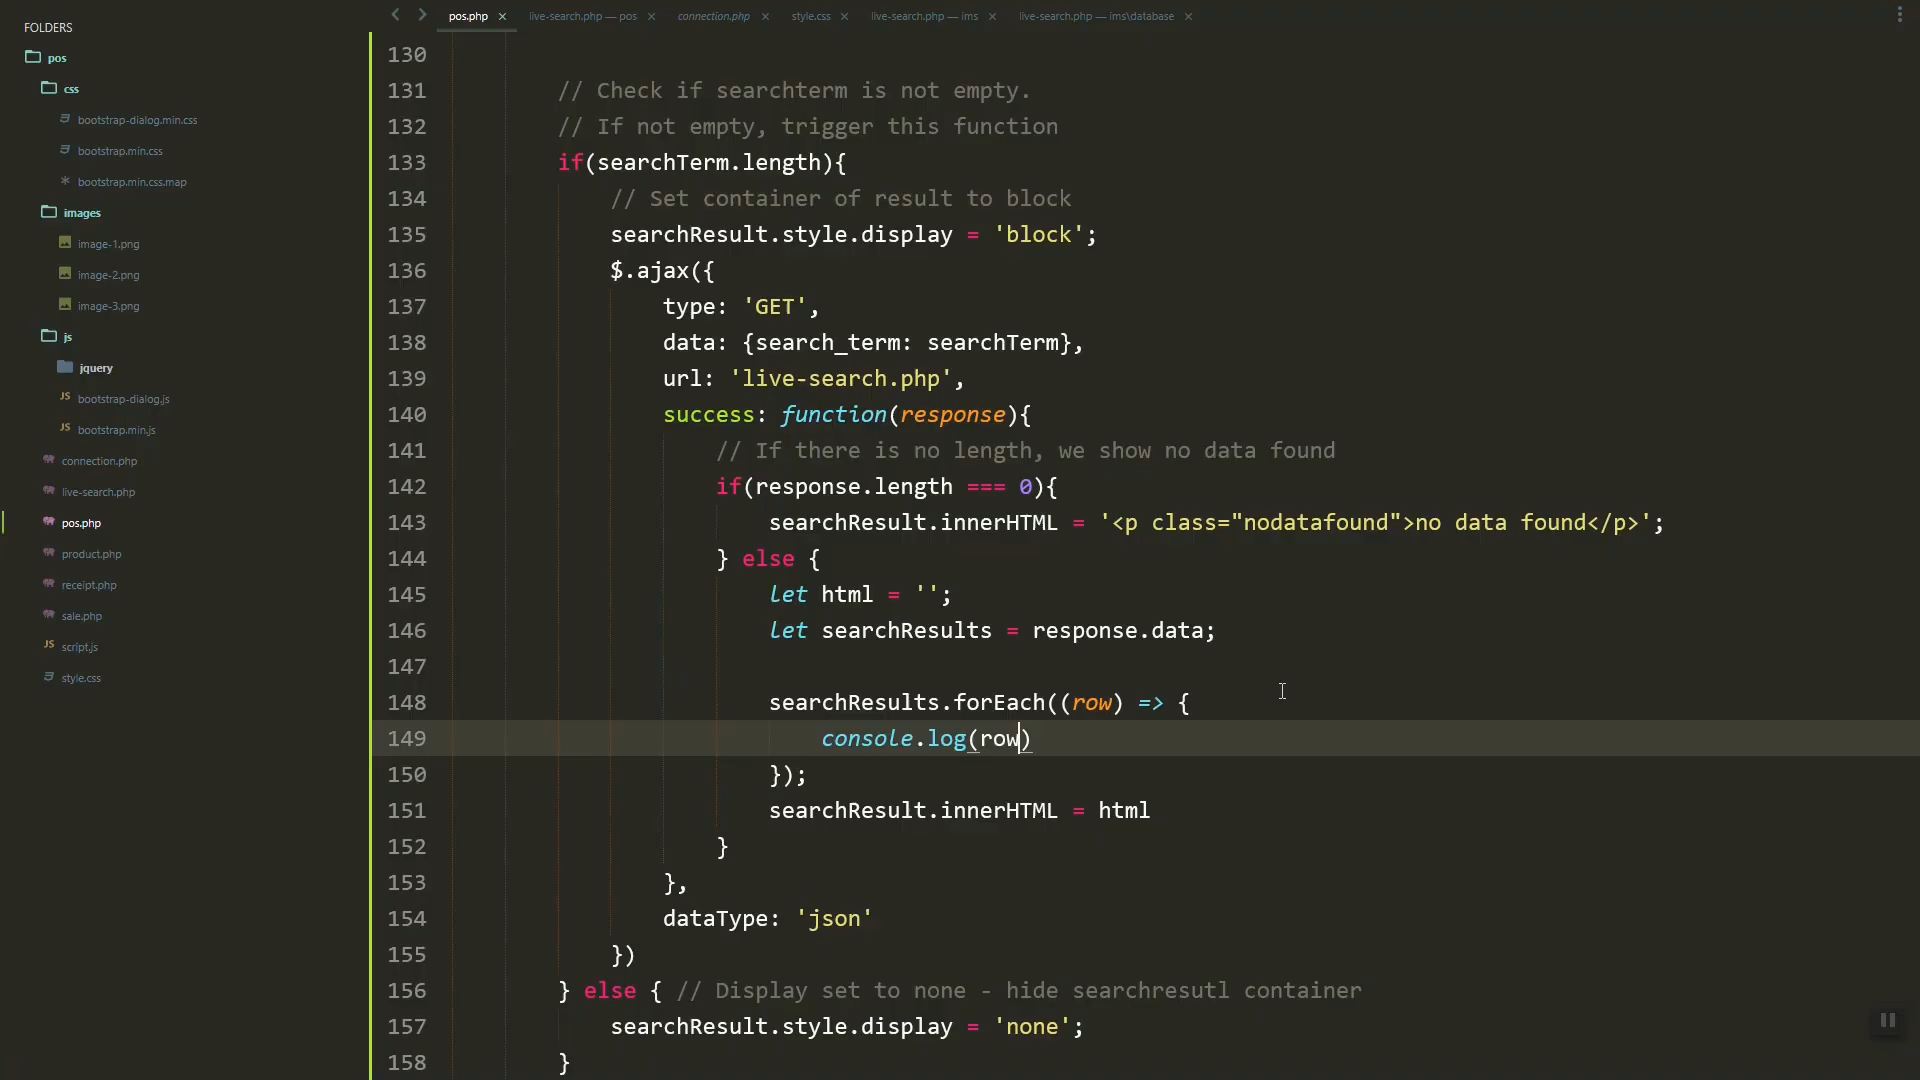 FOLDERS
pos
css
bootstrap-dialog.min.css
bootstrap.min.css
bootstrap.min.css.map
images
image-1.png
image-2.png
image-3.png
js
jquery
JS bootstrap-dialog.js
JS bootstrap.min.js
connection.php
live-search.php
pos.php
product.php
receipt.php
sale.php
JS script.js
style.css
pos.php × live-search.php — pos × connection.php × style.css × live-search.php — ims × live-search.php — ims\database ×
130
131 // Check if searchterm is not empty.
132 // If not empty, trigger this function
133 if(searchTerm.length){
134 // Set container of result to block
135 searchResult.style.display = 'block';
136 $.ajax({
137 type: 'GET',
138 data: {search_term: searchTerm},
139 url: 'live-search.php',
140 success: function(response){
141 // If there is no length, we show no data found
142 if(response.length === 0){
143 searchResult.innerHTML = '<p class="nodatafound">no data found</p>';
144 } else {
145 let html = '';
146 let searchResults = response.data;
147
148 searchResults.forEach((row) => {
149 console.log(row)
150 });
151 searchResult.innerHTML = html
152 }
153 },
154 dataType: 'json'
155 })
156 } else { // Display set to none - hide searchresutl container
157 searchResult.style.display = 'none';
158 }